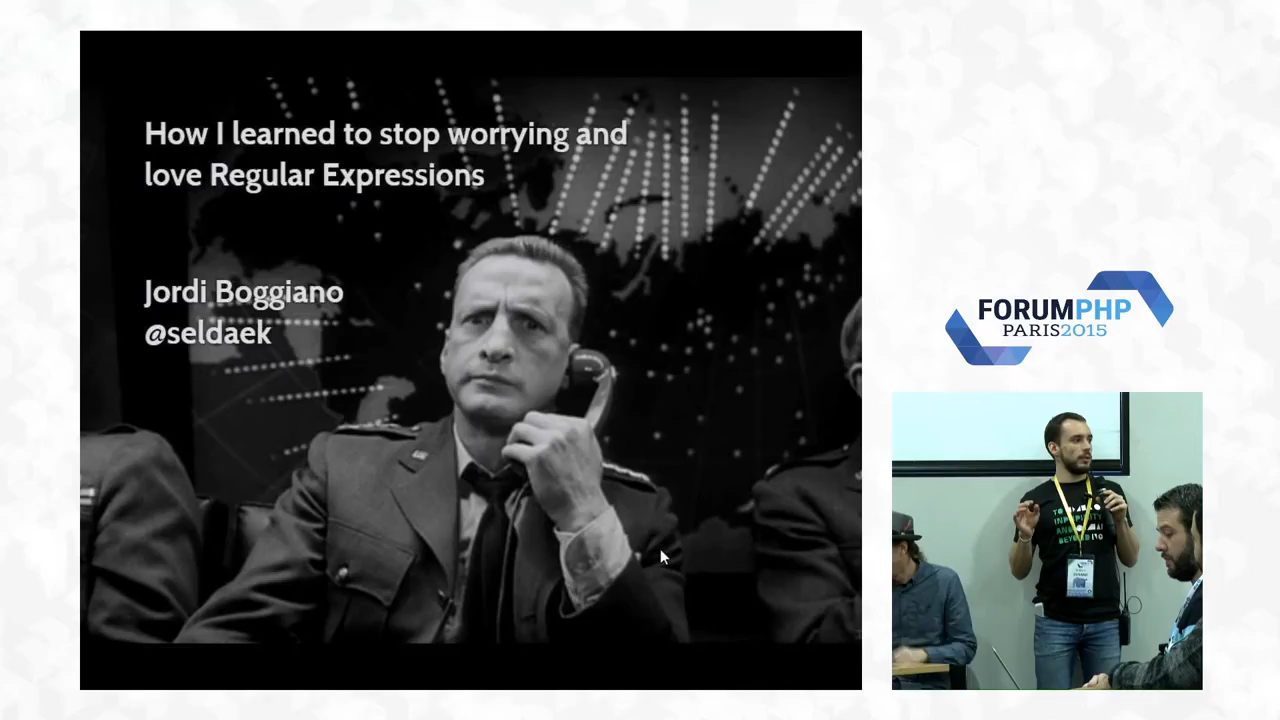 How I learned to stop worrying and
love Regular Expressions
Jordi Boggiano
@seldaek
FORUMPHP
PARIS2015